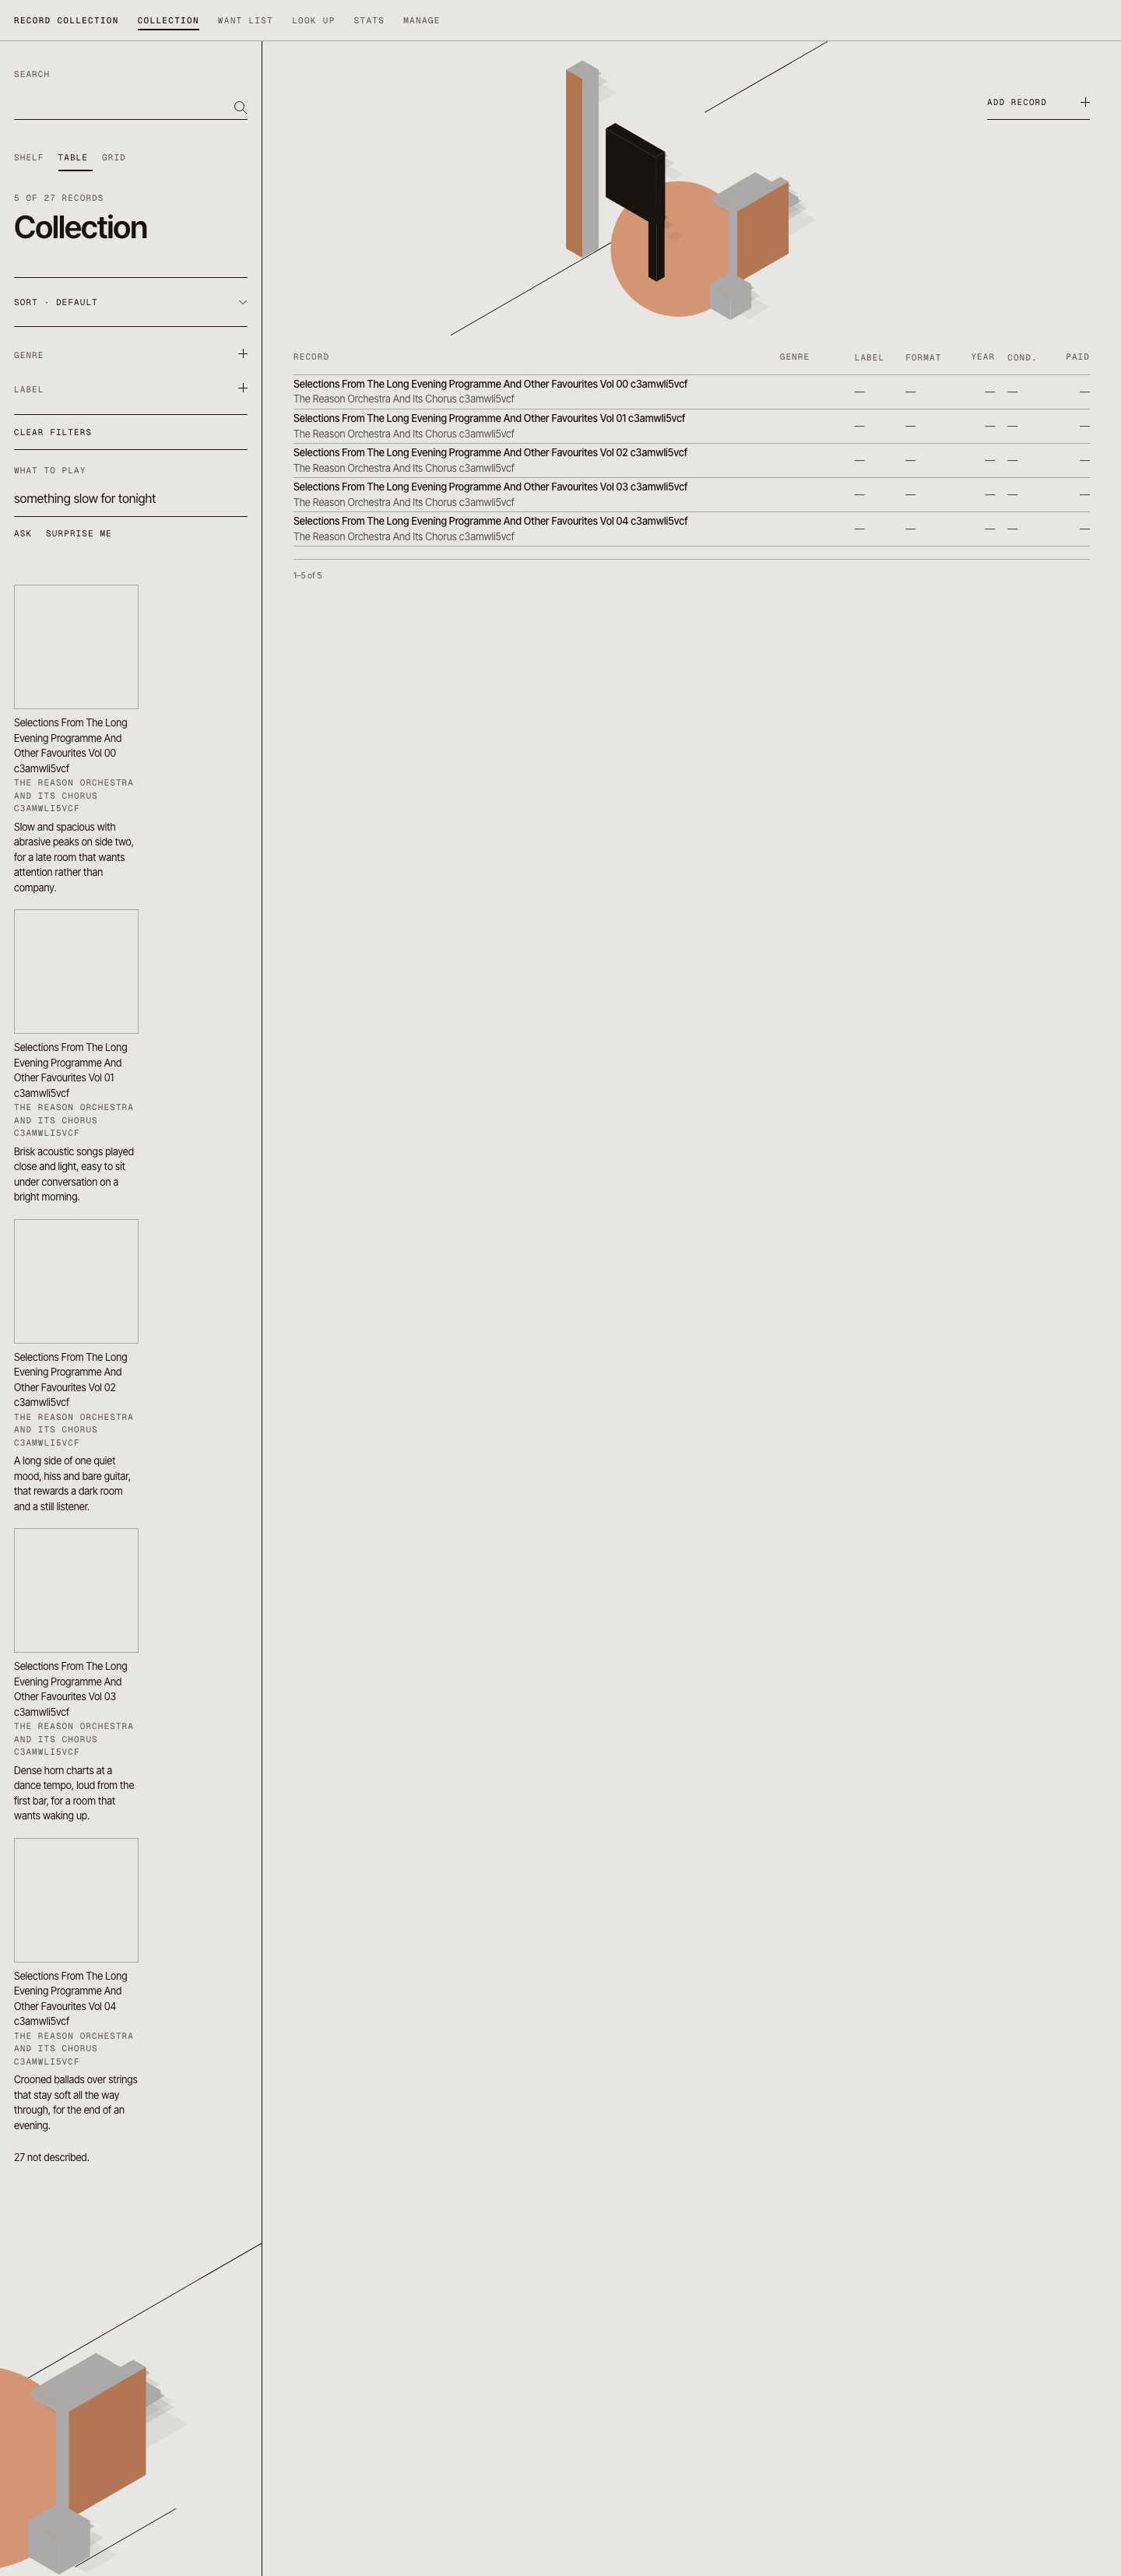 RECORD COLLECTION COLLECTION WANT LIST LOOK UP STATS MANAGE
SEARCH
SHELF TABLE GRID
5 OF 27 RECORDS
Collection
SORT · DEFAULT
GENRE
LABEL
CLEAR FILTERS
WHAT TO PLAY
something slow for tonight
ASK SURPRISE ME
Selections From The Long
Evening Programme And
Other Favourites Vol 00
c3amwli5vcf
THE REASON ORCHESTRA
AND ITS CHORUS
C3AMWLI5VCF
Slow and spacious with
abrasive peaks on side two,
for a late room that wants
attention rather than
company.
Selections From The Long
Evening Programme And
Other Favourites Vol 01
c3amwli5vcf
THE REASON ORCHESTRA
AND ITS CHORUS
C3AMWLI5VCF
Brisk acoustic songs played
close and light, easy to sit
under conversation on a
bright morning.
Selections From The Long
Evening Programme And
Other Favourites Vol 02
c3amwli5vcf
THE REASON ORCHESTRA
AND ITS CHORUS
C3AMWLI5VCF
A long side of one quiet
mood, hiss and bare guitar,
that rewards a dark room
and a still listener.
Selections From The Long
Evening Programme And
Other Favourites Vol 03
c3amwli5vcf
THE REASON ORCHESTRA
AND ITS CHORUS
C3AMWLI5VCF
Dense horn charts at a
dance tempo, loud from the
first bar, for a room that
wants waking up.
Selections From The Long
Evening Programme And
Other Favourites Vol 04
c3amwli5vcf
THE REASON ORCHESTRA
AND ITS CHORUS
C3AMWLI5VCF
Crooned ballads over strings
that stay soft all the way
through, for the end of an
evening.
27 not described.
ADD RECORD
RECORD GENRE LABEL FORMAT YEAR COND. PAID
Selections From The Long Evening Programme And Other Favourites Vol 00 c3amwli5vcf
The Reason Orchestra And Its Chorus c3amwli5vcf
— — — — —
Selections From The Long Evening Programme And Other Favourites Vol 01 c3amwli5vcf
The Reason Orchestra And Its Chorus c3amwli5vcf
— — — — —
Selections From The Long Evening Programme And Other Favourites Vol 02 c3amwli5vcf
The Reason Orchestra And Its Chorus c3amwli5vcf
— — — — —
Selections From The Long Evening Programme And Other Favourites Vol 03 c3amwli5vcf
The Reason Orchestra And Its Chorus c3amwli5vcf
— — — — —
Selections From The Long Evening Programme And Other Favourites Vol 04 c3amwli5vcf
The Reason Orchestra And Its Chorus c3amwli5vcf
— — — — —
1–5 of 5